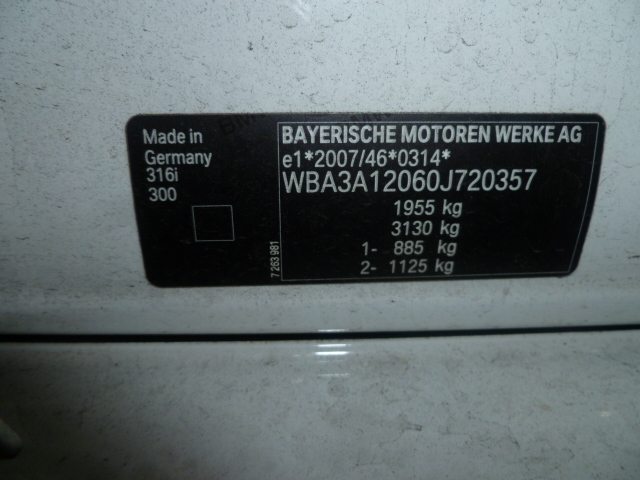 Made in
Germany
316i
300
7 263 981
BAYERISCHE MOTOREN WERKE AG
e1*2007/46*0314*
WBA3A12060J720357
1955 kg
3130 kg
1- 885 kg
2- 1125 kg